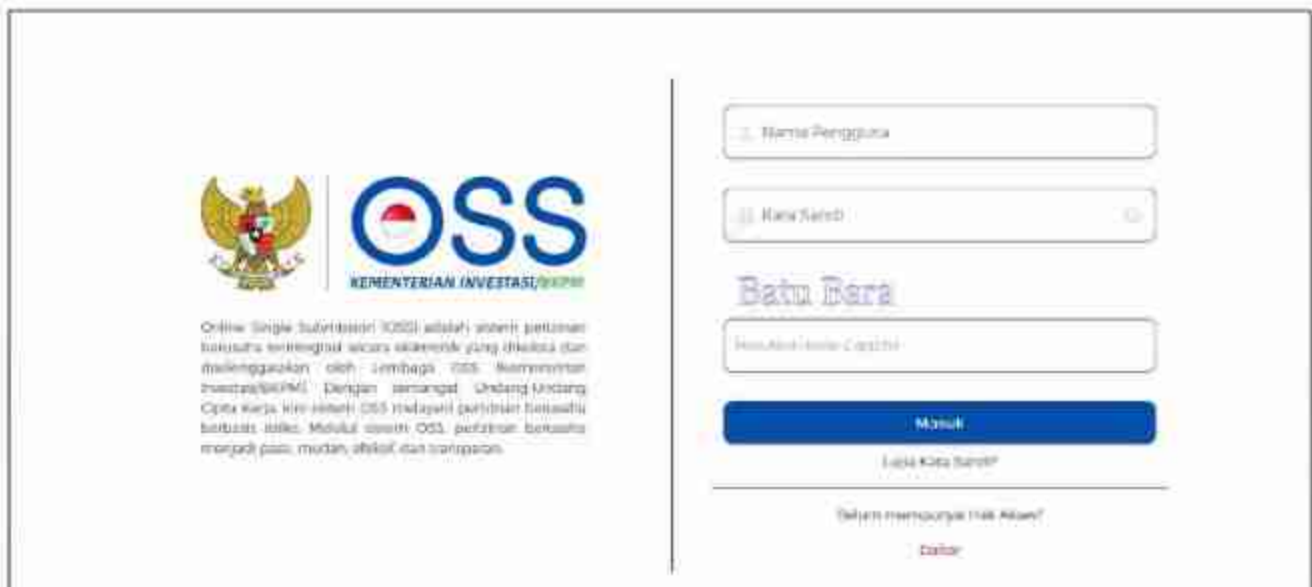 OSS
KEMENTERIAN INVESTASI/BKPM
Online Single Submission (OSS) adalah sistem perizinan
berusaha terintegrasi secara elektronik yang dikelola dan
diselenggarakan oleh Lembaga OSS (Kementerian
Investasi/BKPM). Dengan semangat Undang-Undang
Cipta Kerja, kini sistem OSS melayani perizinan berusaha
berbasis risiko. Melalui sistem OSS, perizinan berusaha
menjadi pasti, mudah, efektif, dan transparan.
Nama Pengguna
Kata Sandi
Batu Bara
Masukkan kode Captcha
Masuk
Lupa Kata Sandi?
Belum mempunyai Hak Akses?
Daftar